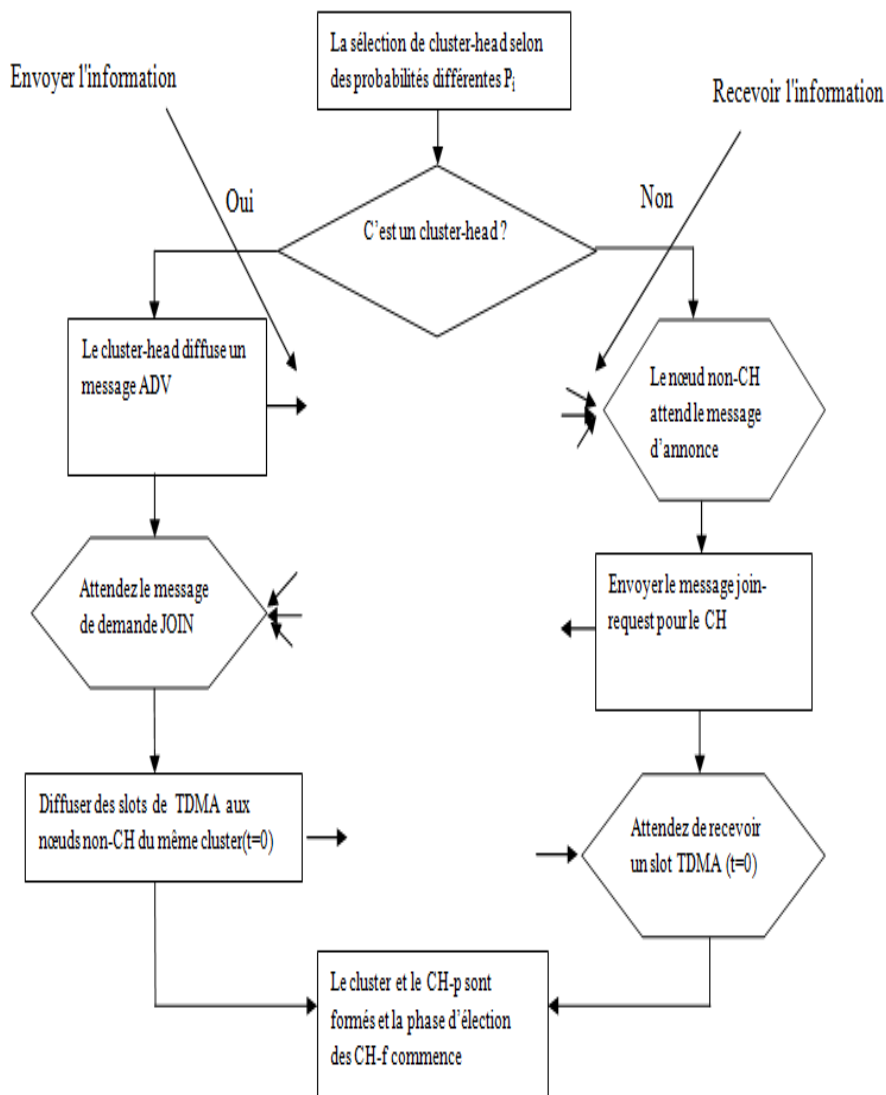 La sélection de cluster-head selon
des probabilités différentes Pi
Envoyer l'information
Recevoir l'information
Oui
Non
C'est un cluster-head ?
Le cluster-head diffuse un
message ADV
Le nœud non-CH
attend le message
d'annonce
Attendez le message
de demande JOIN
Envoyer le message join-
request pour le CH
Diffuser des slots de TDMA aux
nœuds non-CH du même cluster(t=0)
Attendez de recevoir
un slot TDMA (t=0)
Le cluster et le CH-p sont
formés et la phase d'élection
des CH-f commence